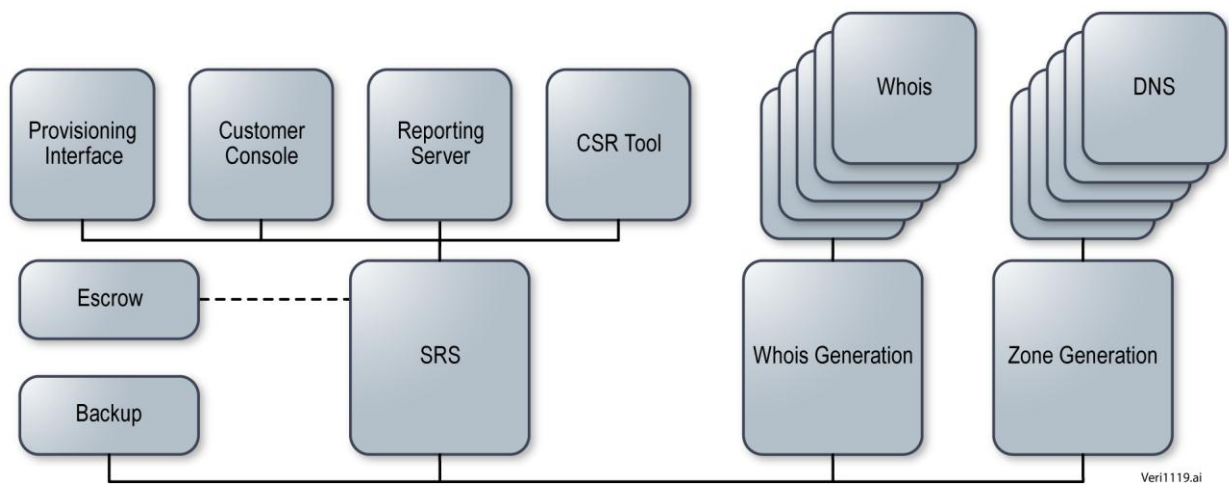 Provisioning
Interface
Customer
Console
Reporting
Server
CSR Tool
Whois
DNS
Escrow
SRS
Whois Generation
Zone Generation
Backup
Veri1119.ai